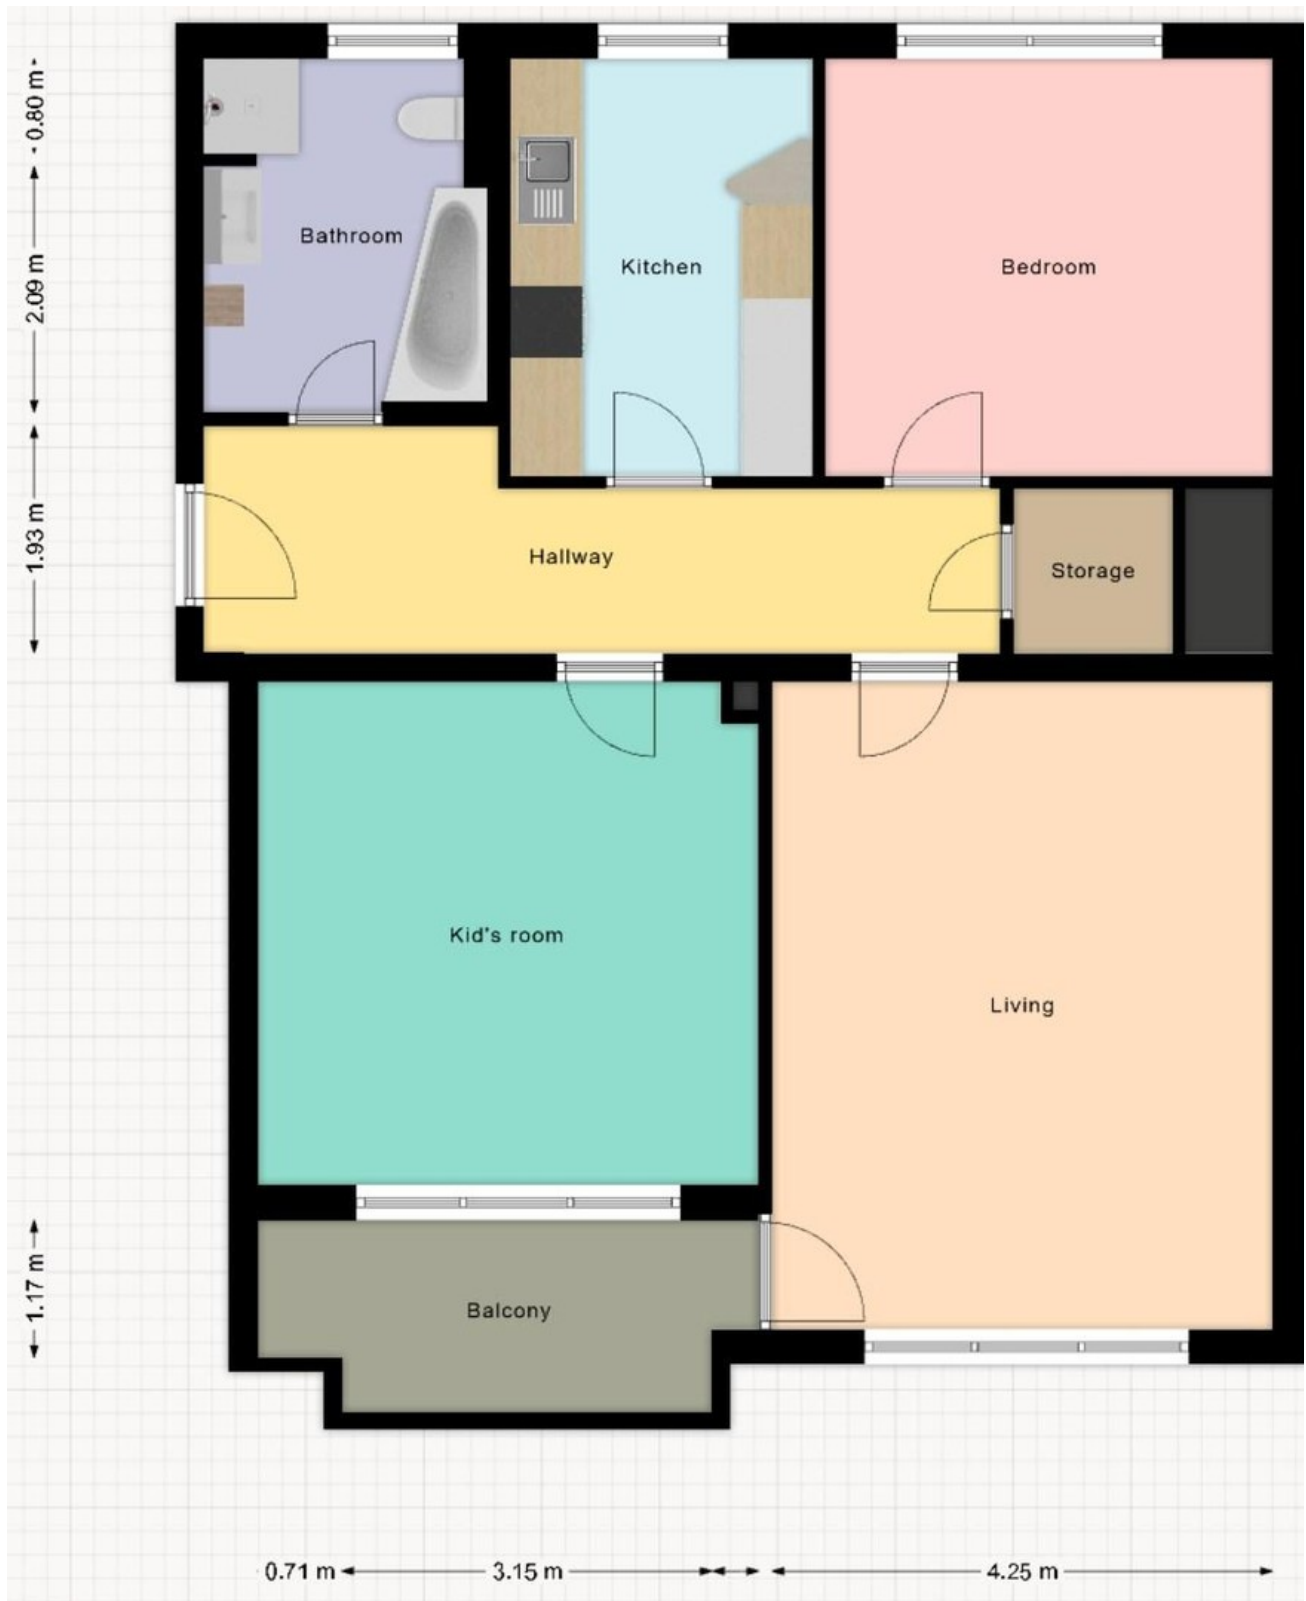 0.80 m
2.09 m
1.93 m
1.17 m
Bathroom
Kitchen
Bedroom
Hallway
Storage
Kid's room
Living
Balcony
0.71 m
3.15 m
4.25 m